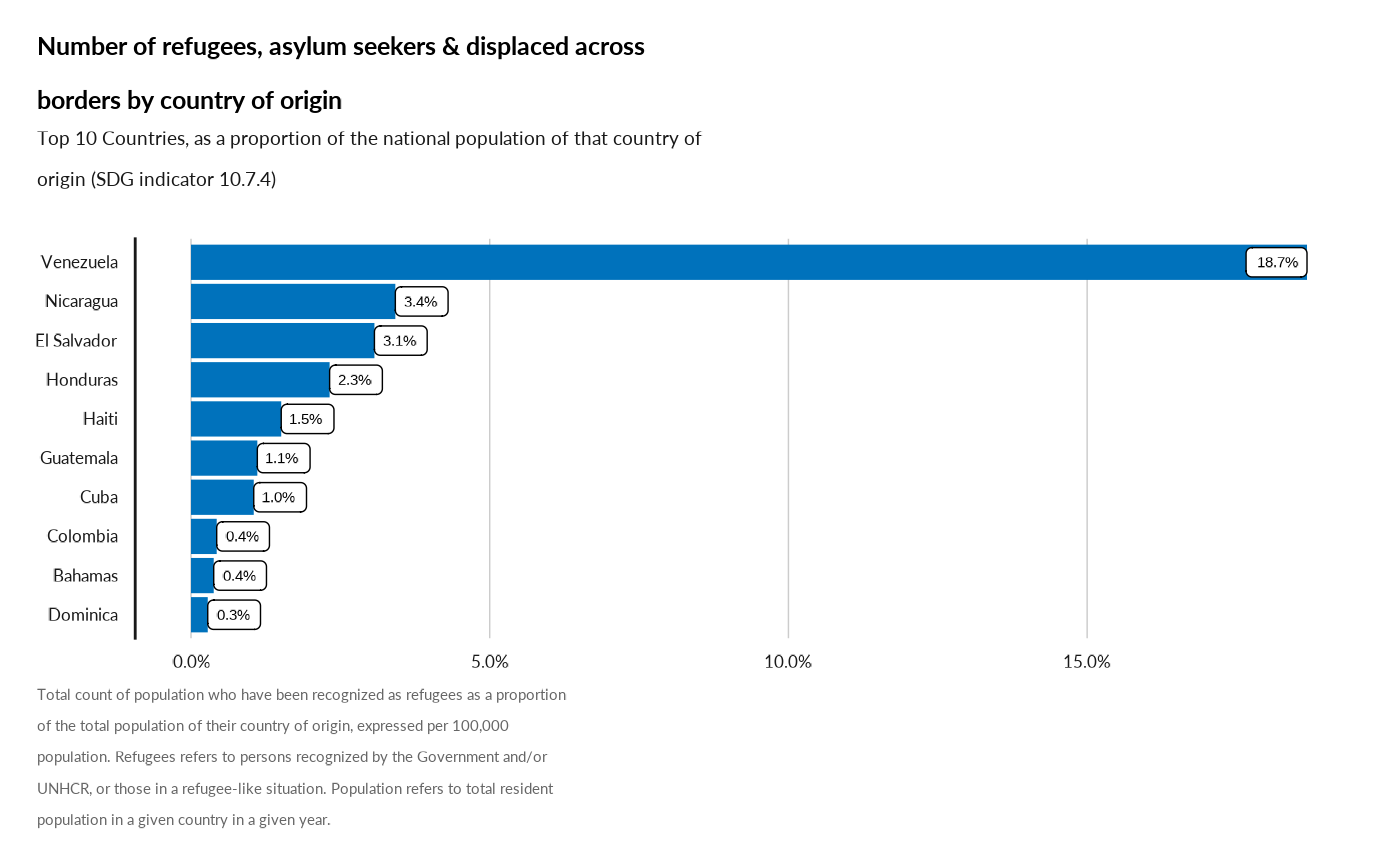 Number of refugees, asylum seekers & displaced across
borders by country of origin
Top 10 Countries, as a proportion of the national population of that country of
origin (SDG indicator 10.7.4)
Venezuela 18.7%
Nicaragua 3.4%
El Salvador 3.1%
Honduras 2.3%
Haiti 1.5%
Guatemala 1.1%
Cuba 1.0%
Colombia 0.4%
Bahamas 0.4%
Dominica 0.3%
0.0% 5.0% 10.0% 15.0%
Total count of population who have been recognized as refugees as a proportion
of the total population of their country of origin, expressed per 100,000
population. Refugees refers to persons recognized by the Government and/or
UNHCR, or those in a refugee-like situation. Population refers to total resident
population in a given country in a given year.